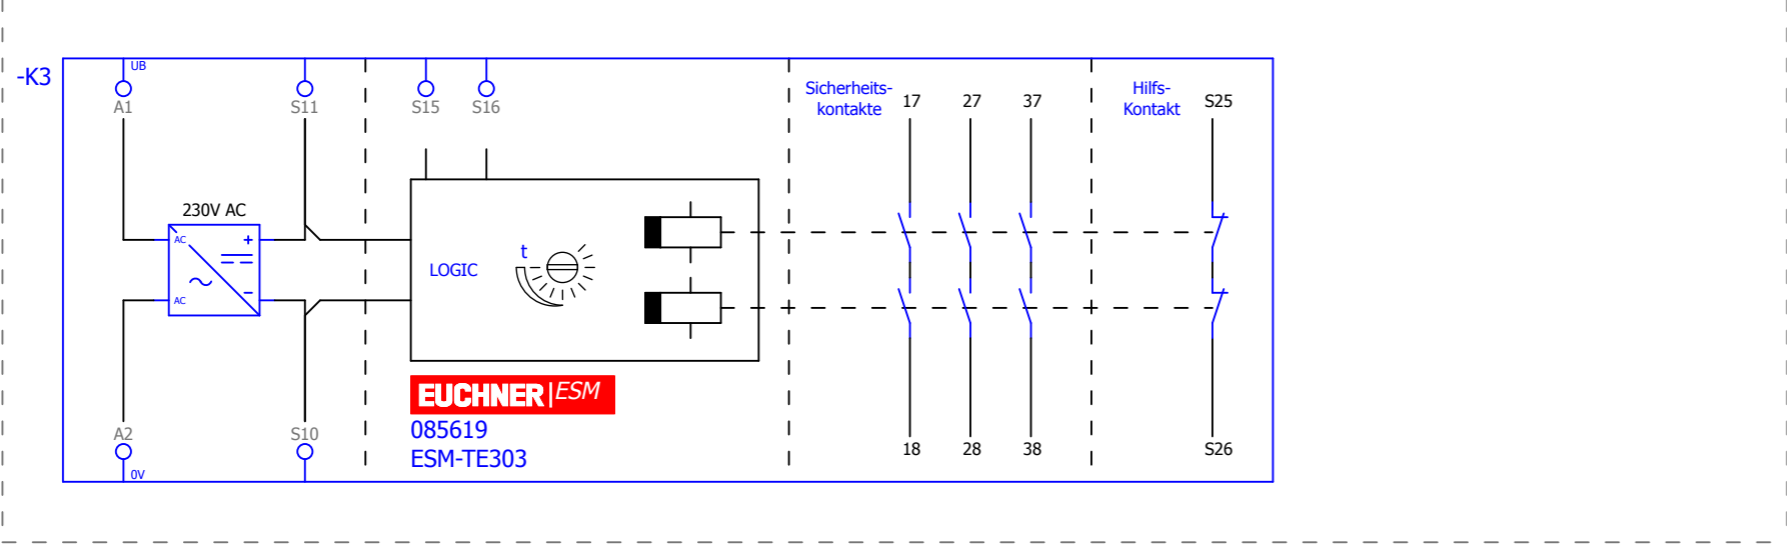 -K3
UB
A1
S11
S15
S16
Sicherheits-
kontakte
17
27
37
Hilfs-
Kontakt
S25
230V AC
AC
+
AC
-
LOGIC
t
EUCHNER|ESM
085619
ESM-TE303
A2
0V
S10
18
28
38
S26